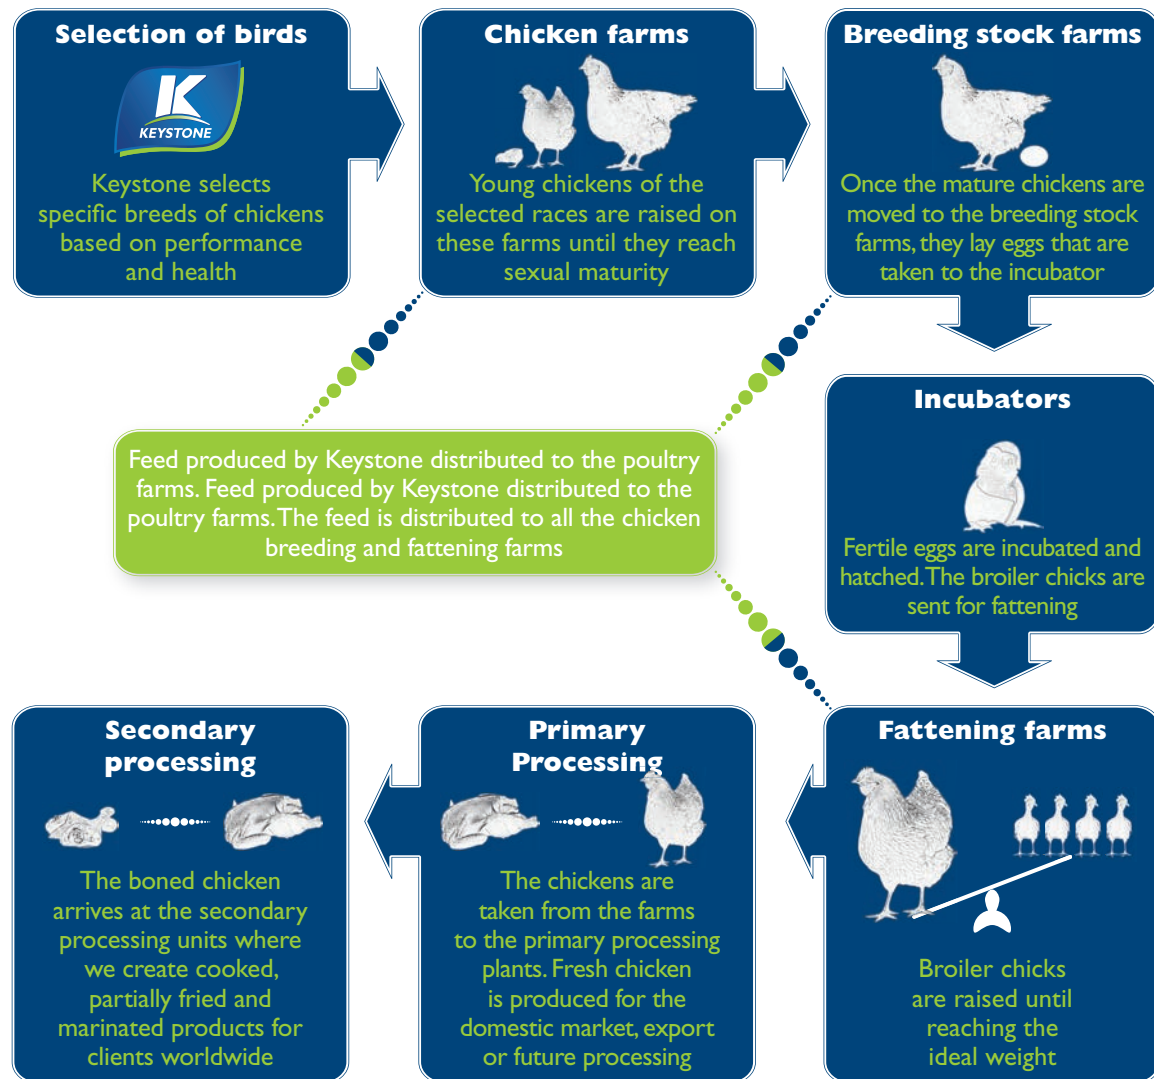 Selection of birds
K
KEYSTONE
Keystone selects
specific breeds of chickens
based on performance
and health
Chicken farms
Young chickens of the
selected races are raised on
these farms until they reach
sexual maturity
Breeding stock farms
Once the mature chickens are
moved to the breeding stock
farms, they lay eggs that are
taken to the incubator
Feed produced by Keystone distributed to the poultry
farms. Feed produced by Keystone distributed to the
poultry farms. The feed is distributed to all the chicken
breeding and fattening farms
Incubators
Fertile eggs are incubated and
hatched. The broiler chicks are
sent for fattening
Fattening farms
Broiler chicks
are raised until
reaching the
ideal weight
Primary
Processing
The chickens are
taken from the farms
to the primary processing
plants. Fresh chicken
is produced for the
domestic market, export
or future processing
Secondary
processing
The boned chicken
arrives at the secondary
processing units where
we create cooked,
partially fried and
marinated products for
clients worldwide